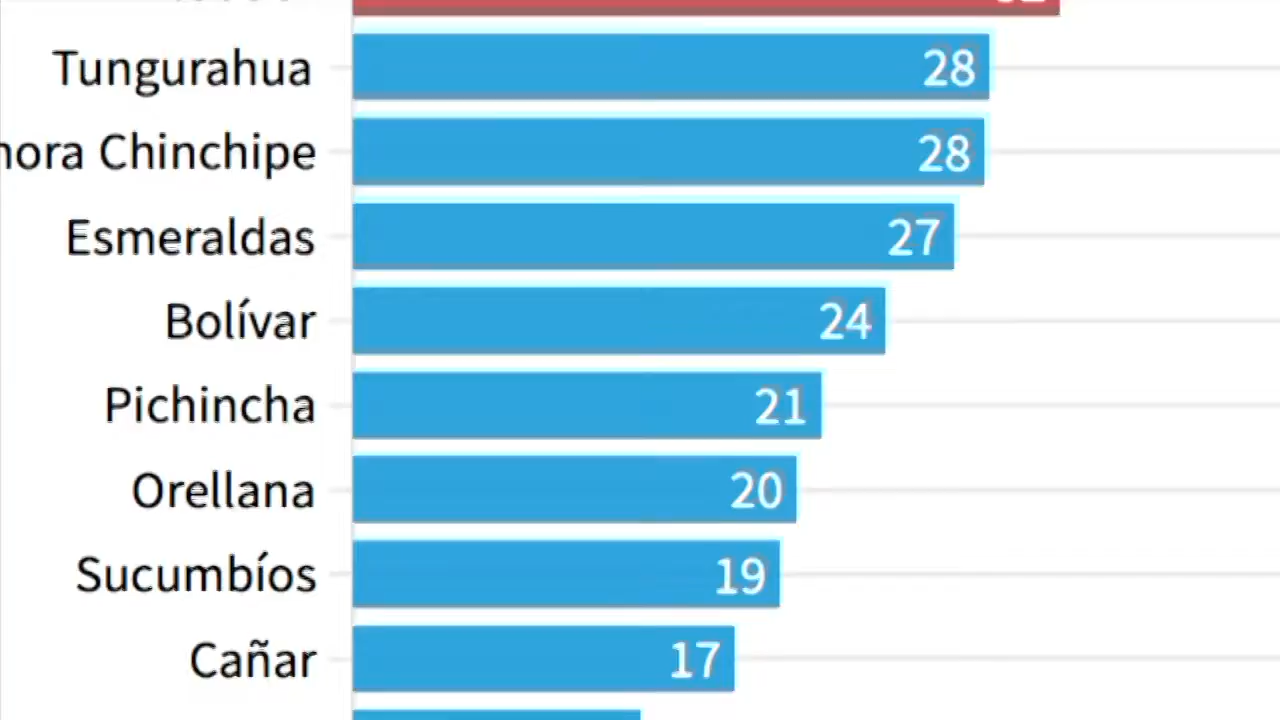 Tungurahua 28
hora Chinchipe 28
Esmeraldas 27
Bolívar 24
Pichincha 21
Orellana 20
Sucumbíos 19
Cañar 17